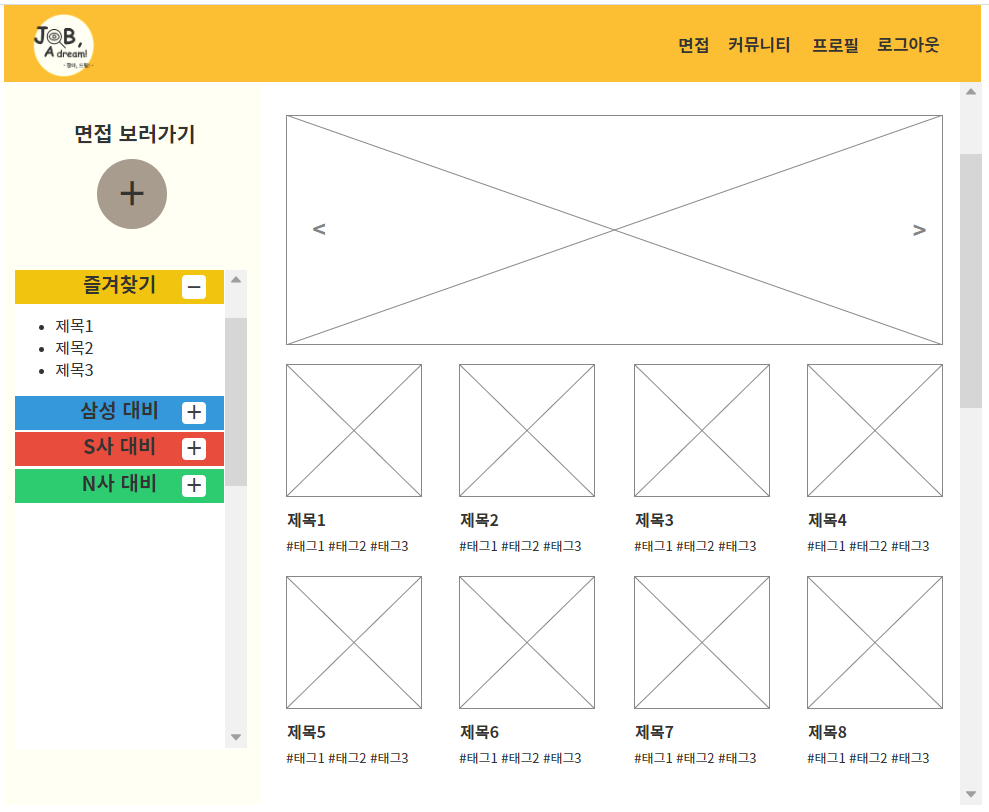 JOB,
A dream!
- 잡아, 드림! -
면접 커뮤니티 프로필 로그아웃
면접 보러가기
+
즐겨찾기 −
• 제목1
• 제목2
• 제목3
삼성 대비 +
S사 대비 +
N사 대비 +
< >
제목1 제목2 제목3 제목4
#태그1 #태그2 #태그3 #태그1 #태그2 #태그3 #태그1 #태그2 #태그3 #태그1 #태그2 #태그3
제목5 제목6 제목7 제목8
#태그1 #태그2 #태그3 #태그1 #태그2 #태그3 #태그1 #태그2 #태그3 #태그1 #태그2 #태그3